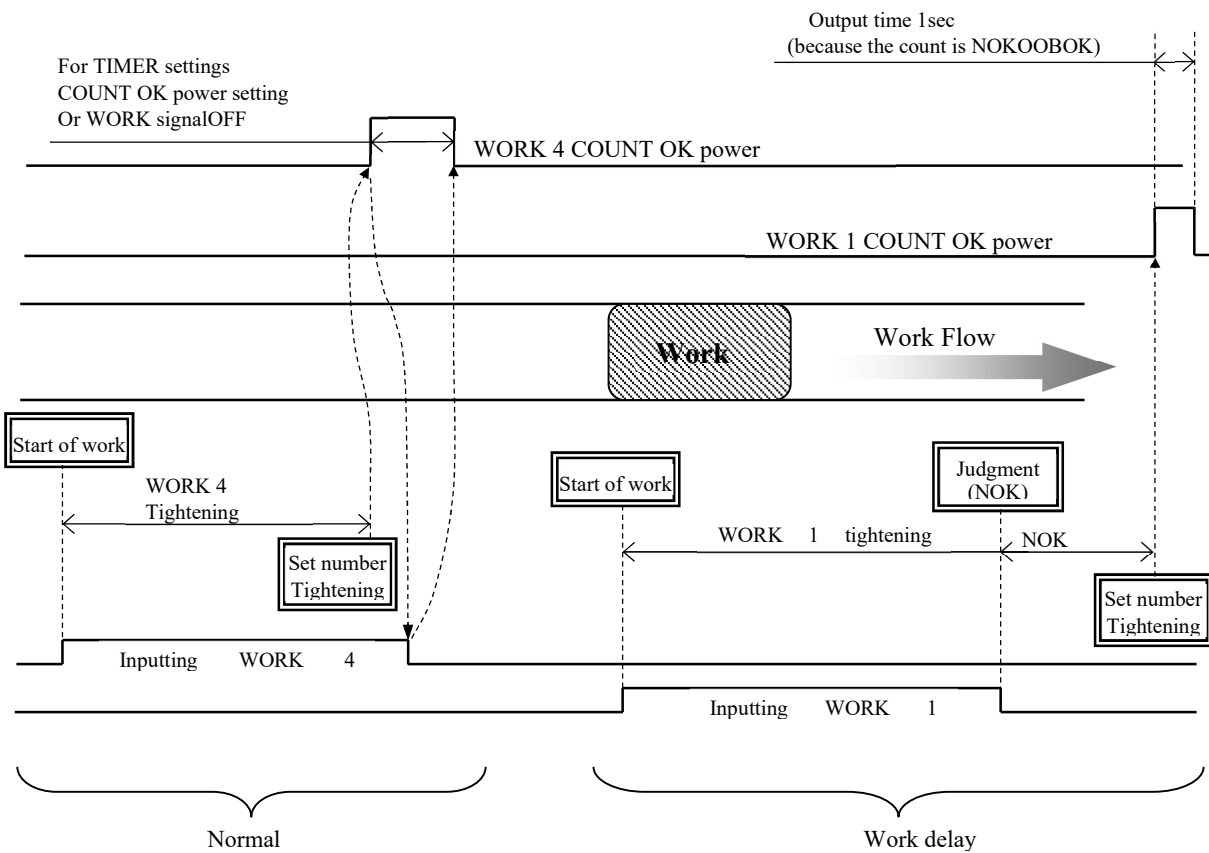 Output time 1sec
(because the count is NOKOOBOK)
For TIMER settings
COUNT OK power setting
Or WORK signalOFF
WORK 4 COUNT OK power
WORK 1 COUNT OK power
Work
Work Flow
Start of work
WORK 4
Tightening
Set number
Tightening
Start of work
Judgment
(NOK)
WORK 1 tightening
NOK
Set number
Tightening
Inputting WORK 4
Inputting WORK 1
Normal
Work delay